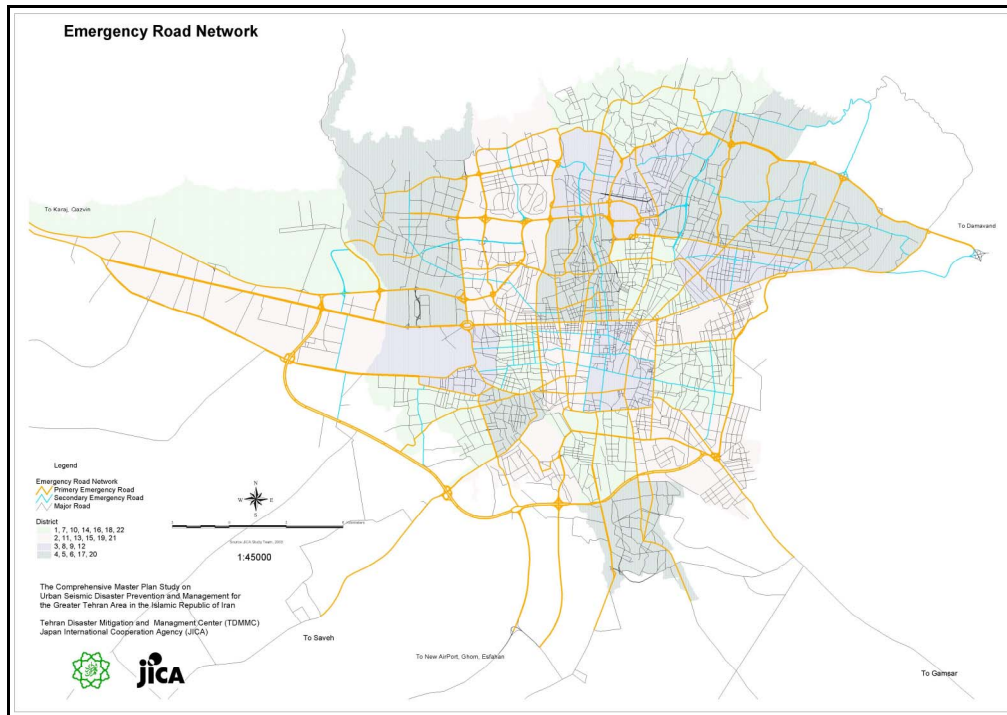 Emergency Road Network
To Karaj, Qazvin
To Damavand
Legend
Emergency Road Network
Primery Emergency Road
Secondary Emergency Road
Major Road
District
1, 7, 10, 14, 16, 18, 22
2, 11, 13, 15, 19, 21
3, 8, 9, 12
4, 5, 6, 17, 20
N
W E
S
1:45000
The Comprehensive Master Plan Study on
Urban Seismic Disaster Prevention and Management for
the Greater Tehran Area in the Islamic Republic of Iran
Tehran Disaster Mitigation and Managment Center (TDMMC)
Japan International Cooperation Agency (JICA)
jICA
To Saveh
To New AirPort, Ghom, Esfahan
To Gamsar